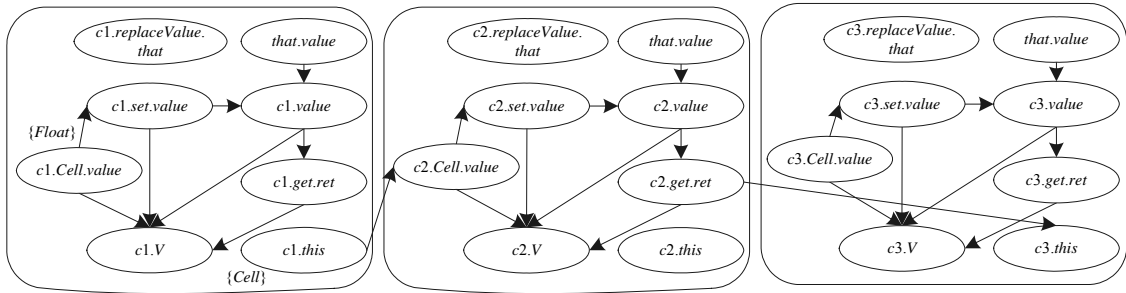 c1.replaceValue.
that
that.value
c1.set.value
c1.value
{Float}
c1.Cell.value
c1.get.ret
c1.V
c1.this
{Cell}
c2.replaceValue.
that
that.value
c2.set.value
c2.value
c2.Cell.value
c2.get.ret
c2.V
c2.this
c3.replaceValue.
that
that.value
c3.set.value
c3.value
c3.Cell.value
c3.get.ret
c3.V
c3.this